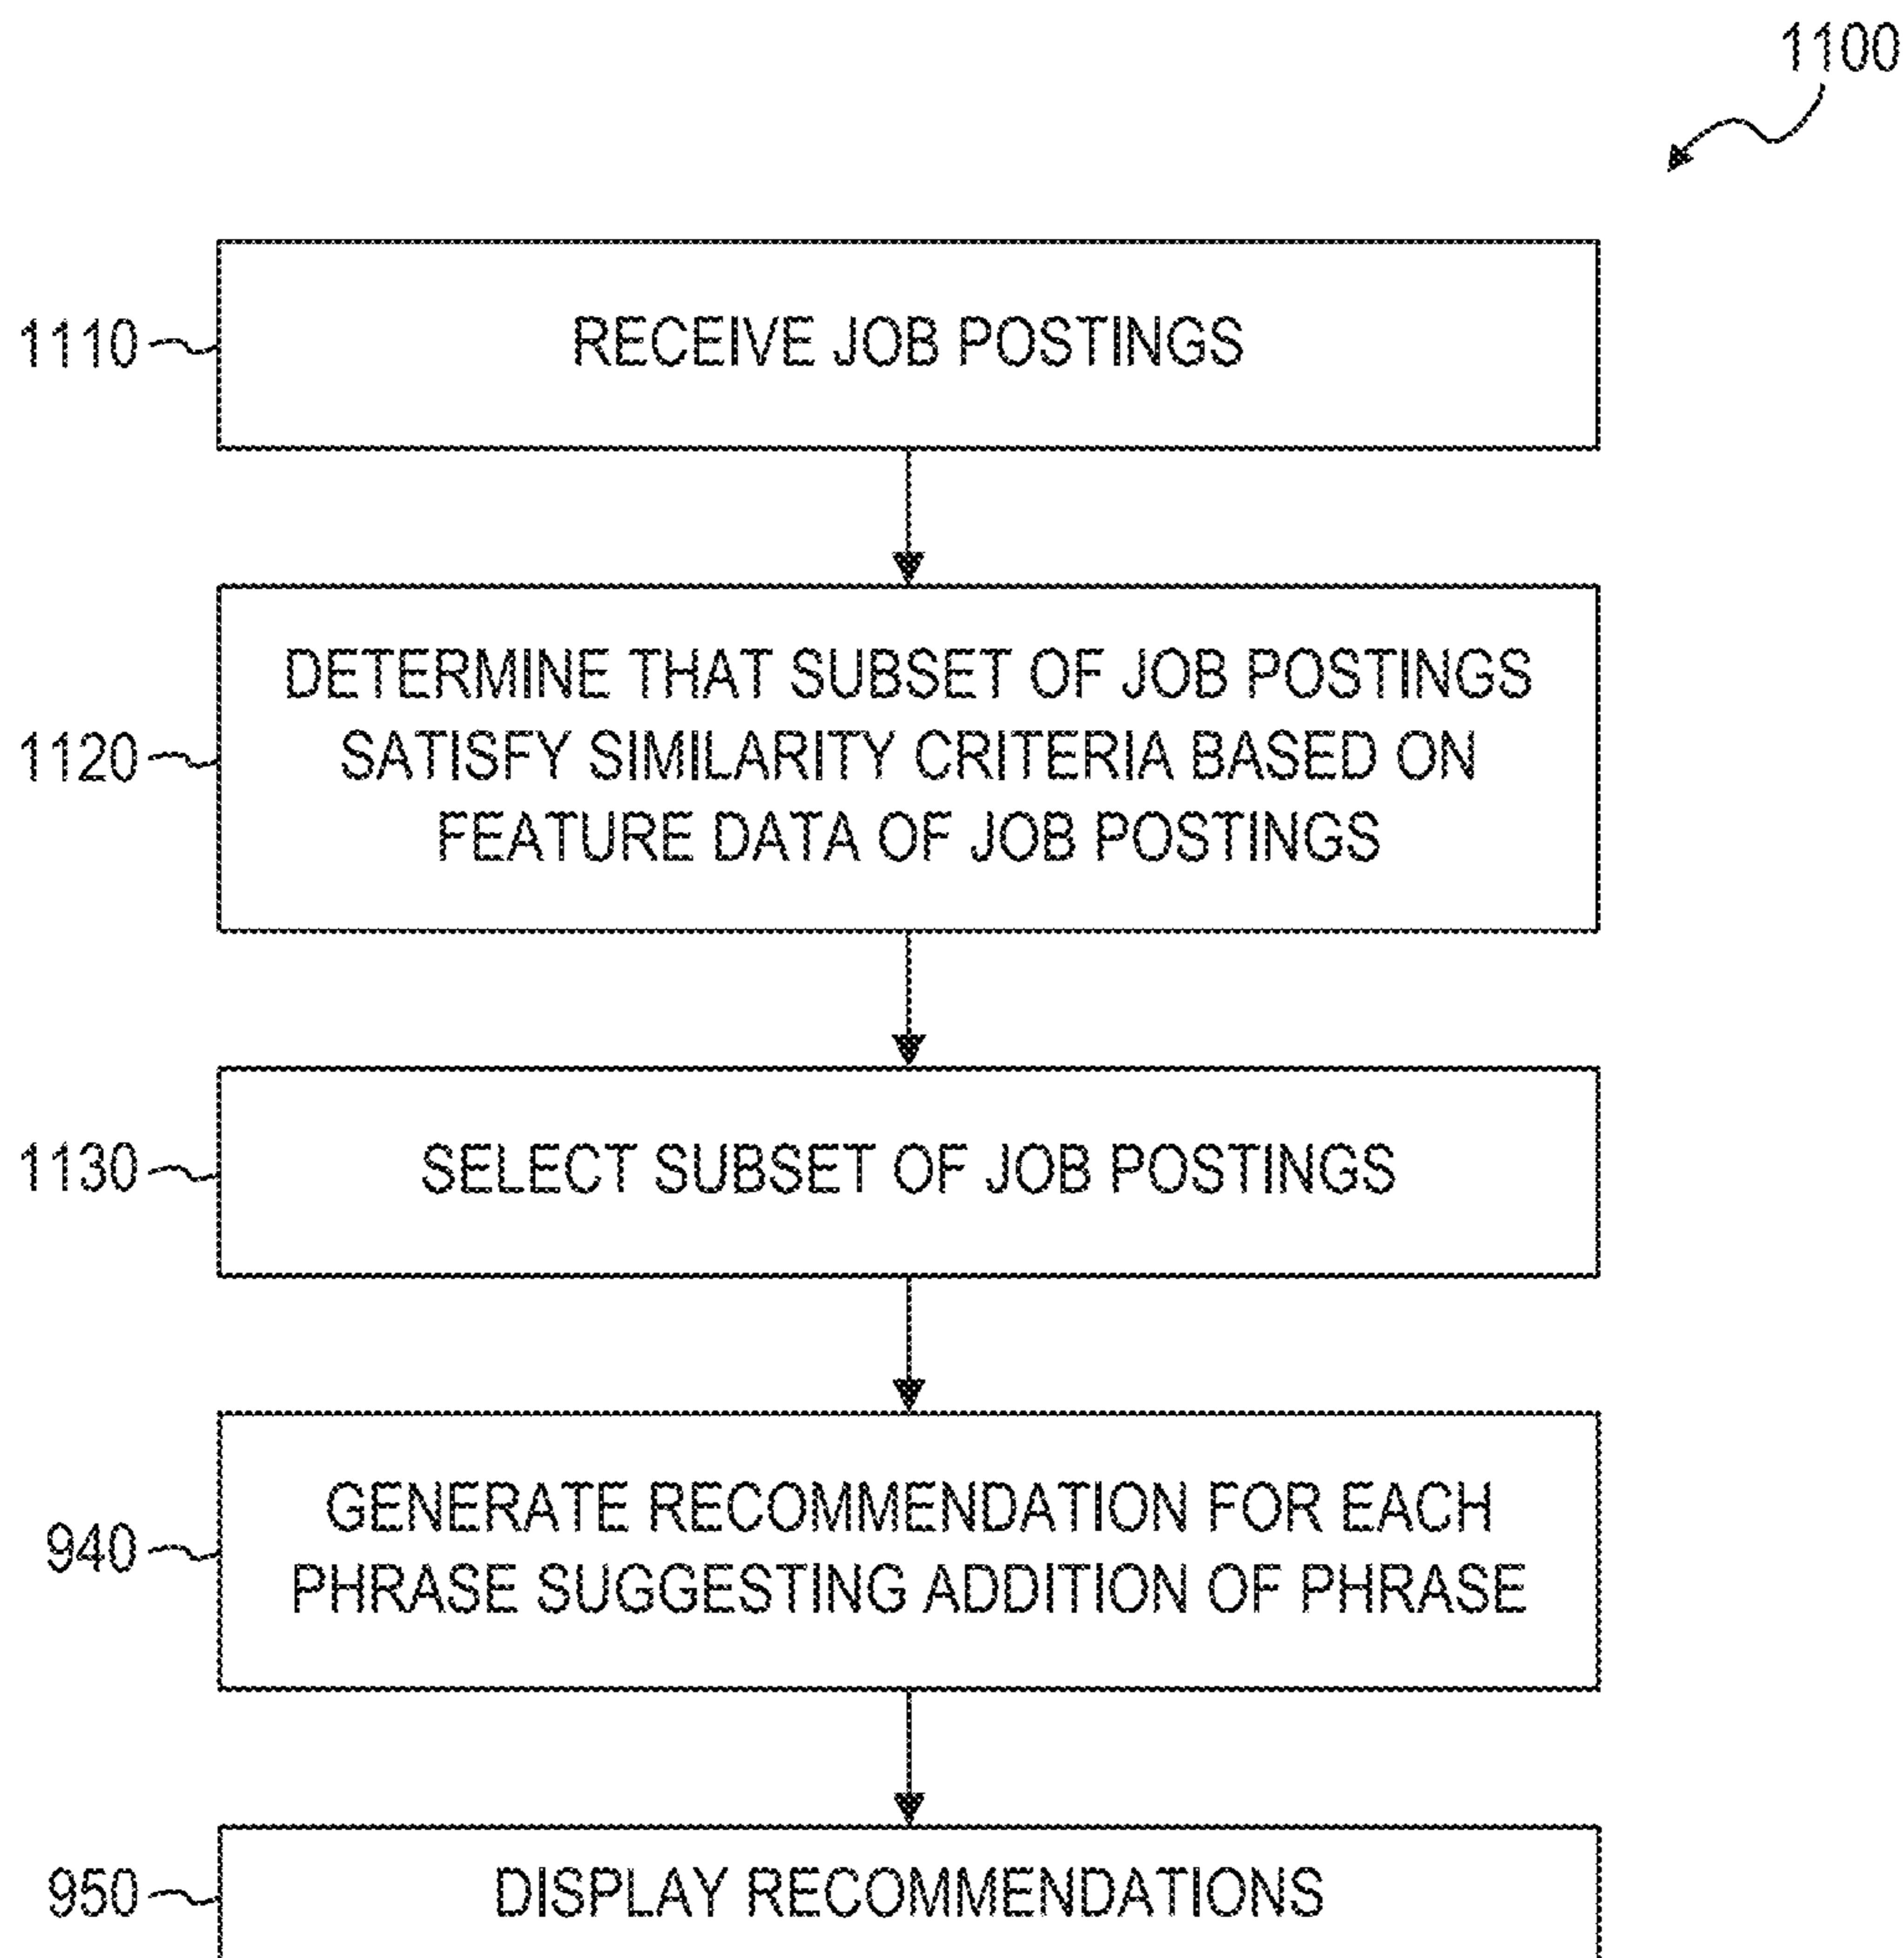 1100
1110
RECEIVE JOB POSTINGS
1120
DETERMINE THAT SUBSET OF JOB POSTINGS
SATISFY SIMILARITY CRITERIA BASED ON
FEATURE DATA OF JOB POSTINGS
1130
SELECT SUBSET OF JOB POSTINGS
940
GENERATE RECOMMENDATION FOR EACH
PHRASE SUGGESTING ADDITION OF PHRASE
950
DISPLAY RECOMMENDATIONS